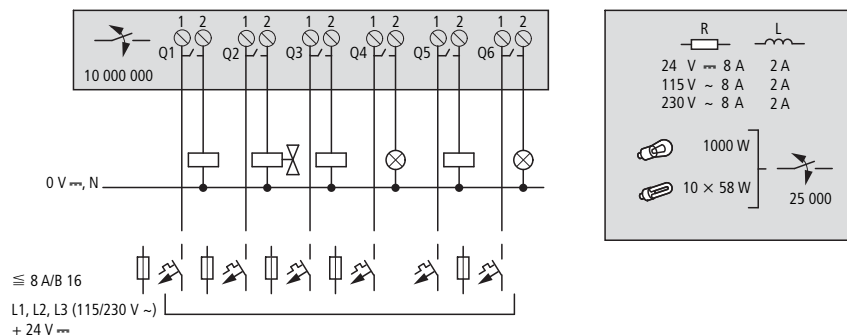 1 2 1 2 1 2 1 2 1 2 1 2
Q1 Q2 Q3 Q4 Q5 Q6
10 000 000
0 V ⎓, N
≦ 8 A/B 16
L1, L2, L3 (115/230 V ~)
+ 24 V ⎓
R L
24 V ⎓ 8 A 2 A
115 V ~ 8 A 2 A
230 V ~ 8 A 2 A
1000 W
10 × 58 W
25 000